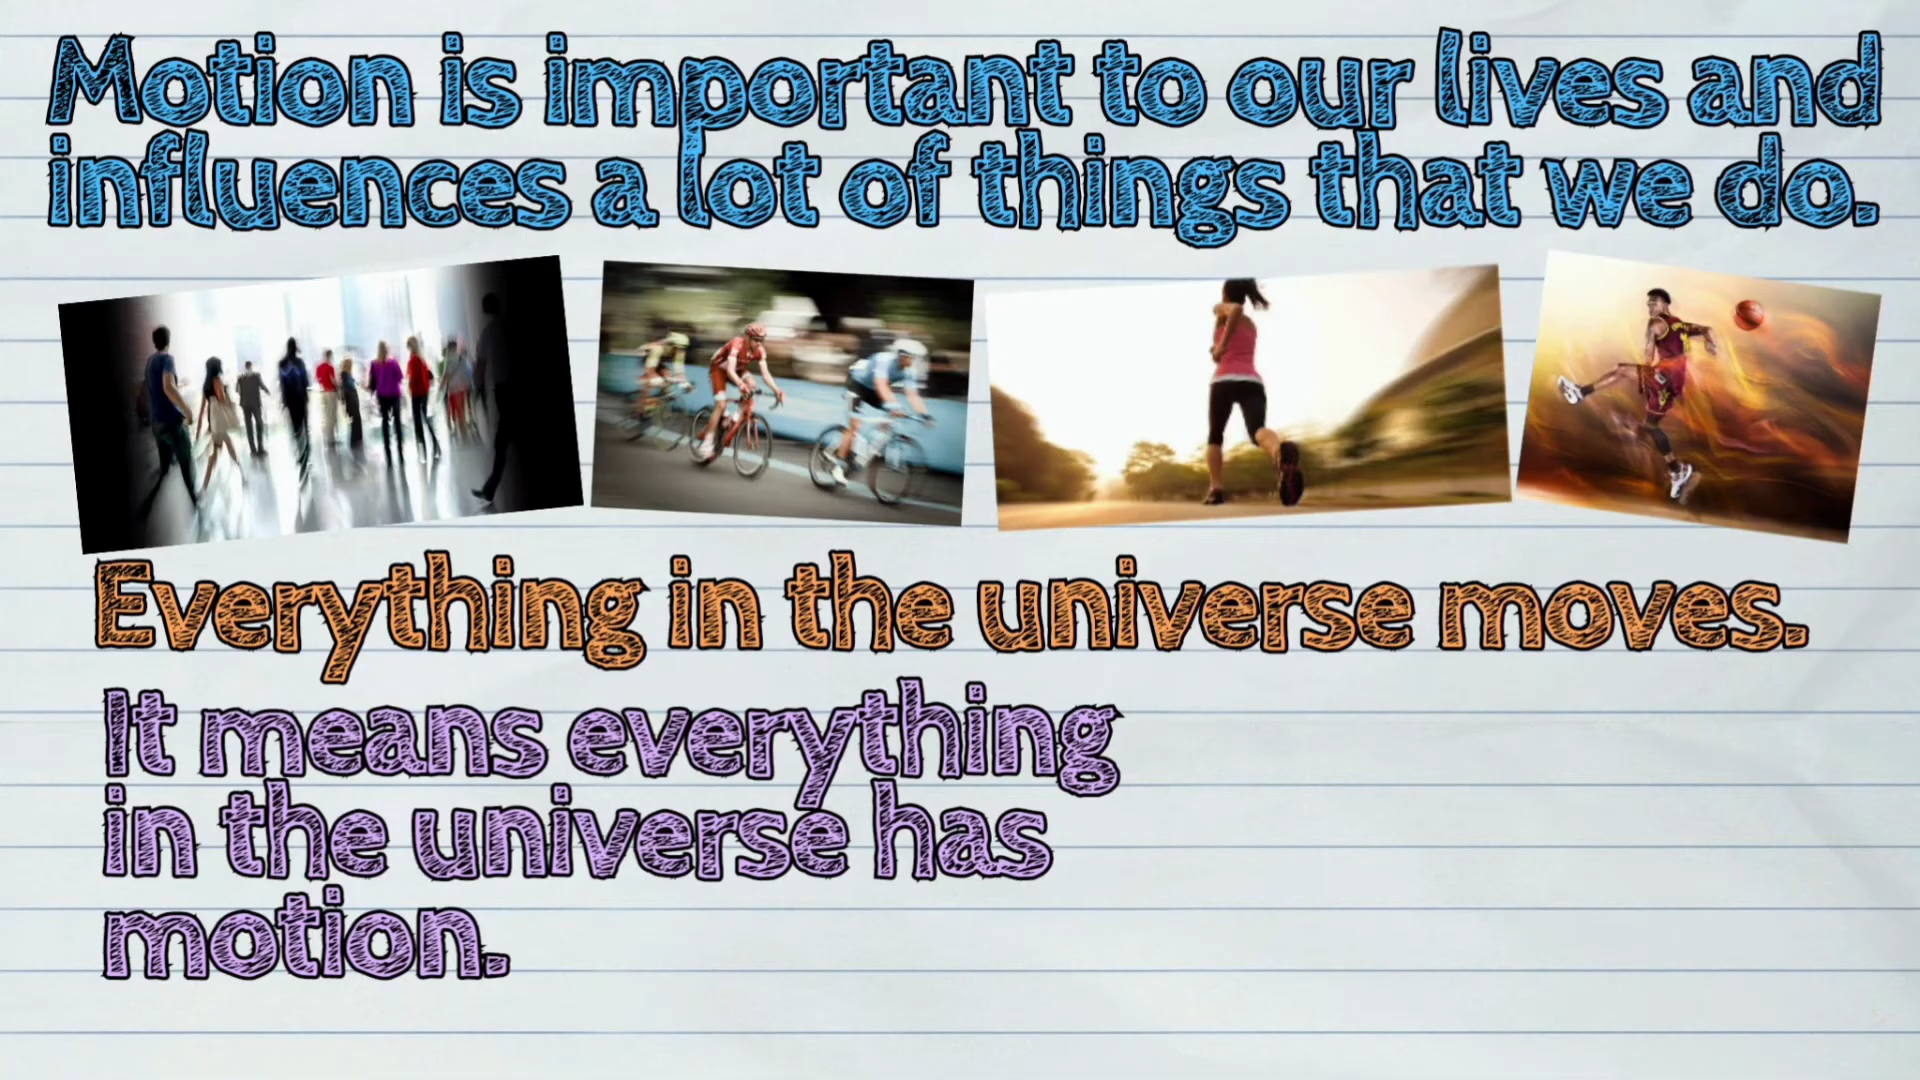 Motion is important to our lives and
influences a lot of things that we do.
Everything in the universe moves.
It means everything
in the universe has
motion.